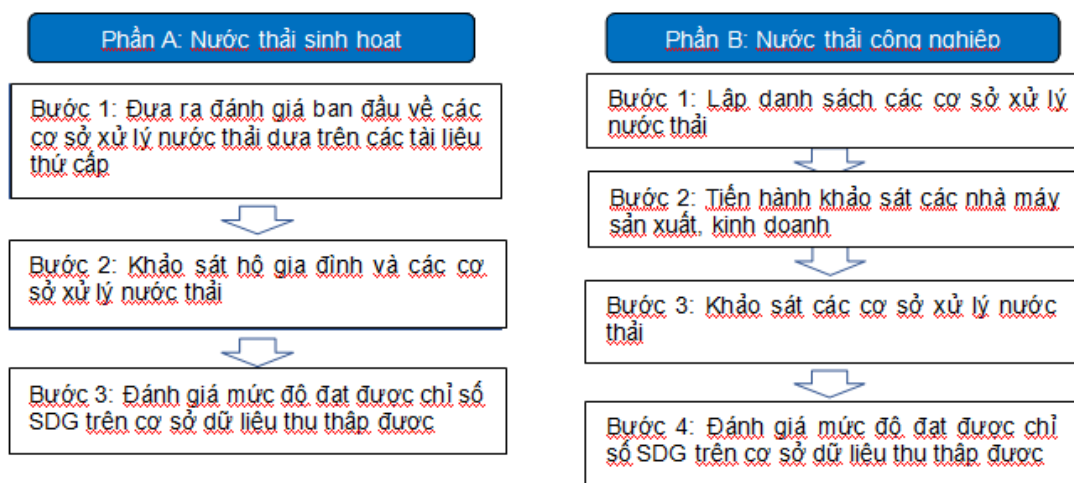 Phần A: Nước thải sinh hoạt
Bước 1: Đưa ra đánh giá ban đầu về các
cơ sở xử lý nước thải dựa trên các tài liệu
thứ cấp
Bước 2: Khảo sát hộ gia đình và các cơ
sở xử lý nước thải
Bước 3: Đánh giá mức độ đạt được chỉ số
SDG trên cơ sở dữ liệu thu thập được
Phần B: Nước thải công nghiệp
Bước 1: Lập danh sách các cơ sở xử lý
nước thải
Bước 2: Tiến hành khảo sát các nhà máy
sản xuất, kinh doanh
Bước 3: Khảo sát các cơ sở xử lý nước
thải
Bước 4: Đánh giá mức độ đạt được chỉ
số SDG trên cơ sở dữ liệu thu thập được